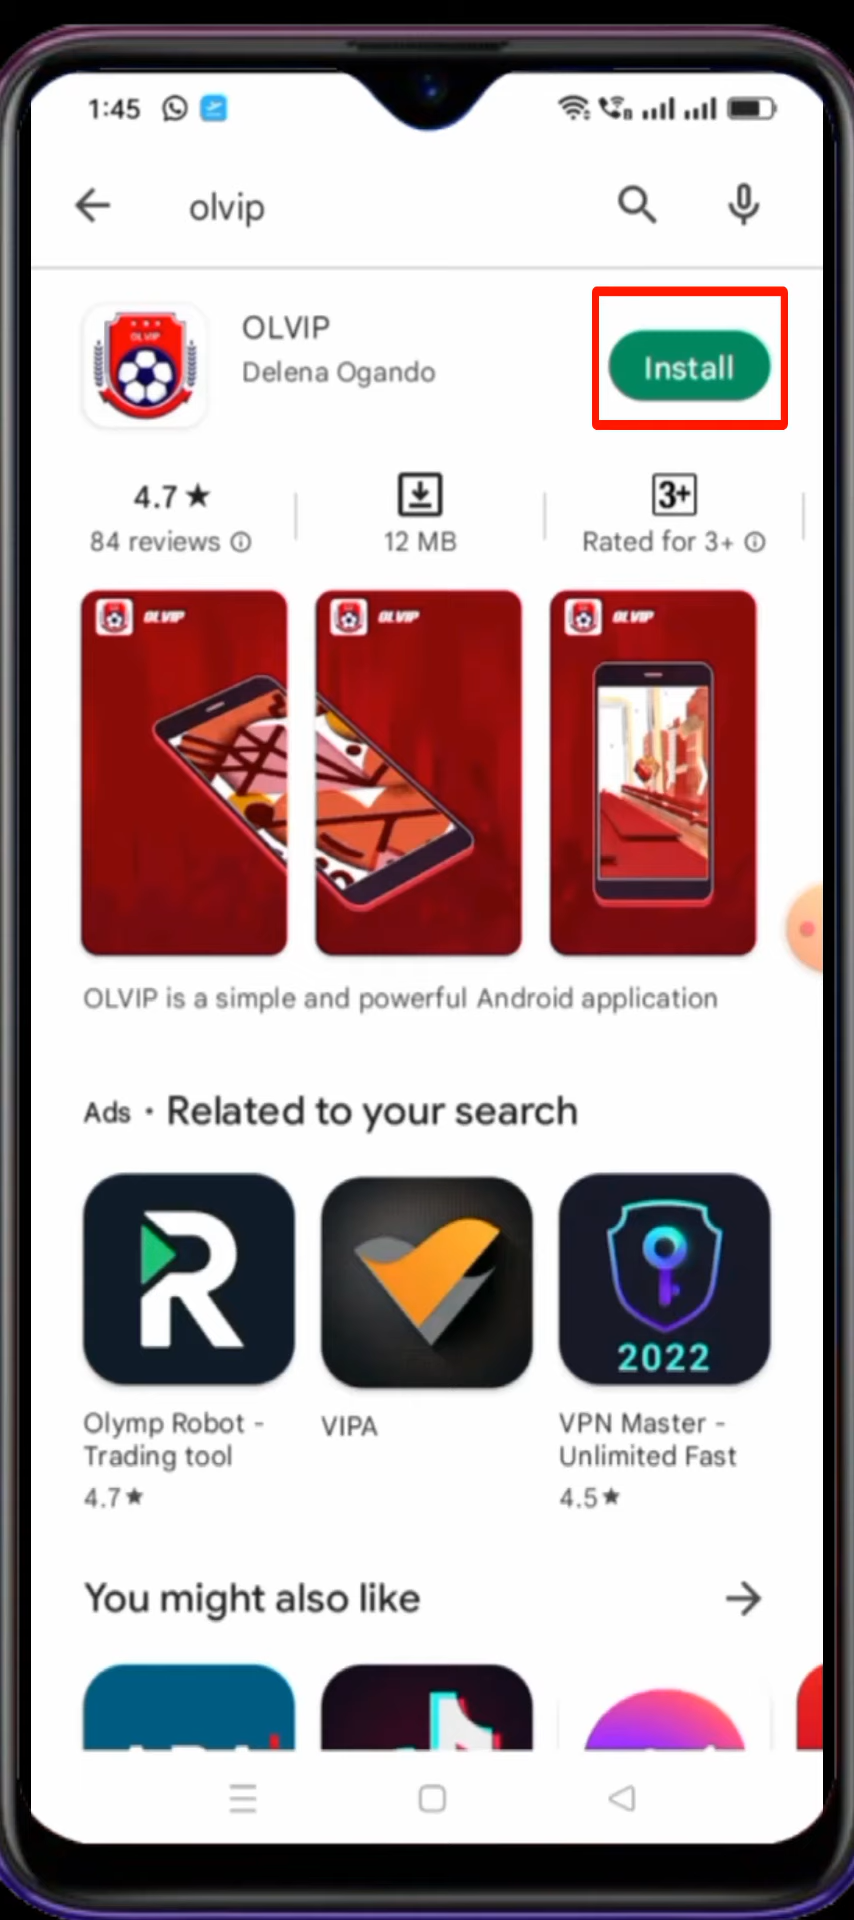 1:45
olvip
OLVIP
OLVIP
Delena Ogando
Install
4.7★
84 reviews
12 MB
3+
Rated for 3+
OLVIP
OLVIP
OLVIP
OLVIP is a simple and powerful Android application
Ads · Related to your search
2022
Olymp Robot -
Trading tool
4.7★
VIPA
VPN Master -
Unlimited Fast
4.5★
You might also like